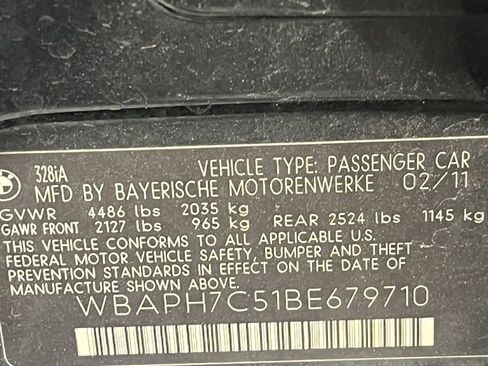 328iA VEHICLE TYPE: PASSENGER CAR
MFD BY BAYERISCHE MOTORENWERKE 02/11
GVWR 4486 lbs 2035 kg
GAWR FRONT 2127 lbs 965 kg REAR 2524 lbs 1145 kg
THIS VEHICLE CONFORMS TO ALL APPLICABLE U.S.
FEDERAL MOTOR VEHICLE SAFETY, BUMPER AND THEFT
PREVENTION STANDARDS IN EFFECT ON THE DATE OF
MANUFACTURE SHOWN ABOVE.
WBAPH7C51BE679710